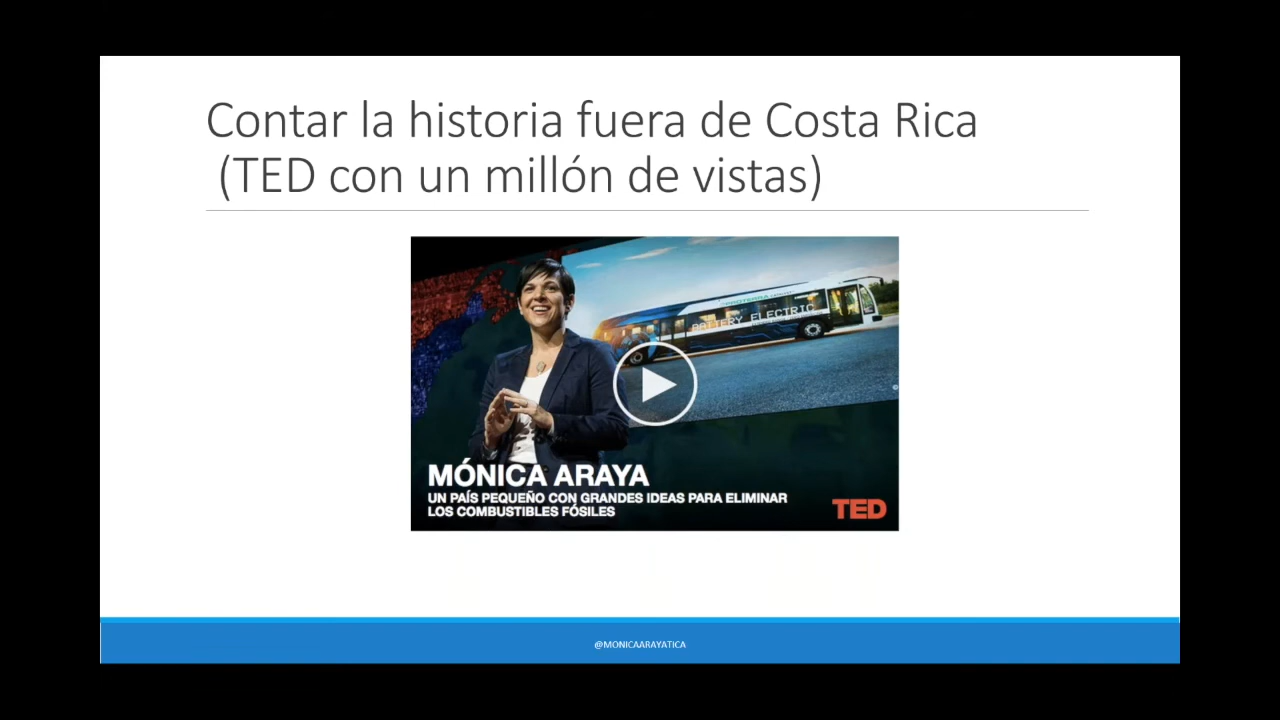 Contar la historia fuera de Costa Rica
(TED con un millón de vistas)
PROTERRA
BATTERY ELECTRIC
MÓNICA ARAYA
UN PAÍS PEQUEÑO CON GRANDES IDEAS PARA ELIMINAR
LOS COMBUSTIBLES FÓSILES
TED
@MONICAARAYATICA